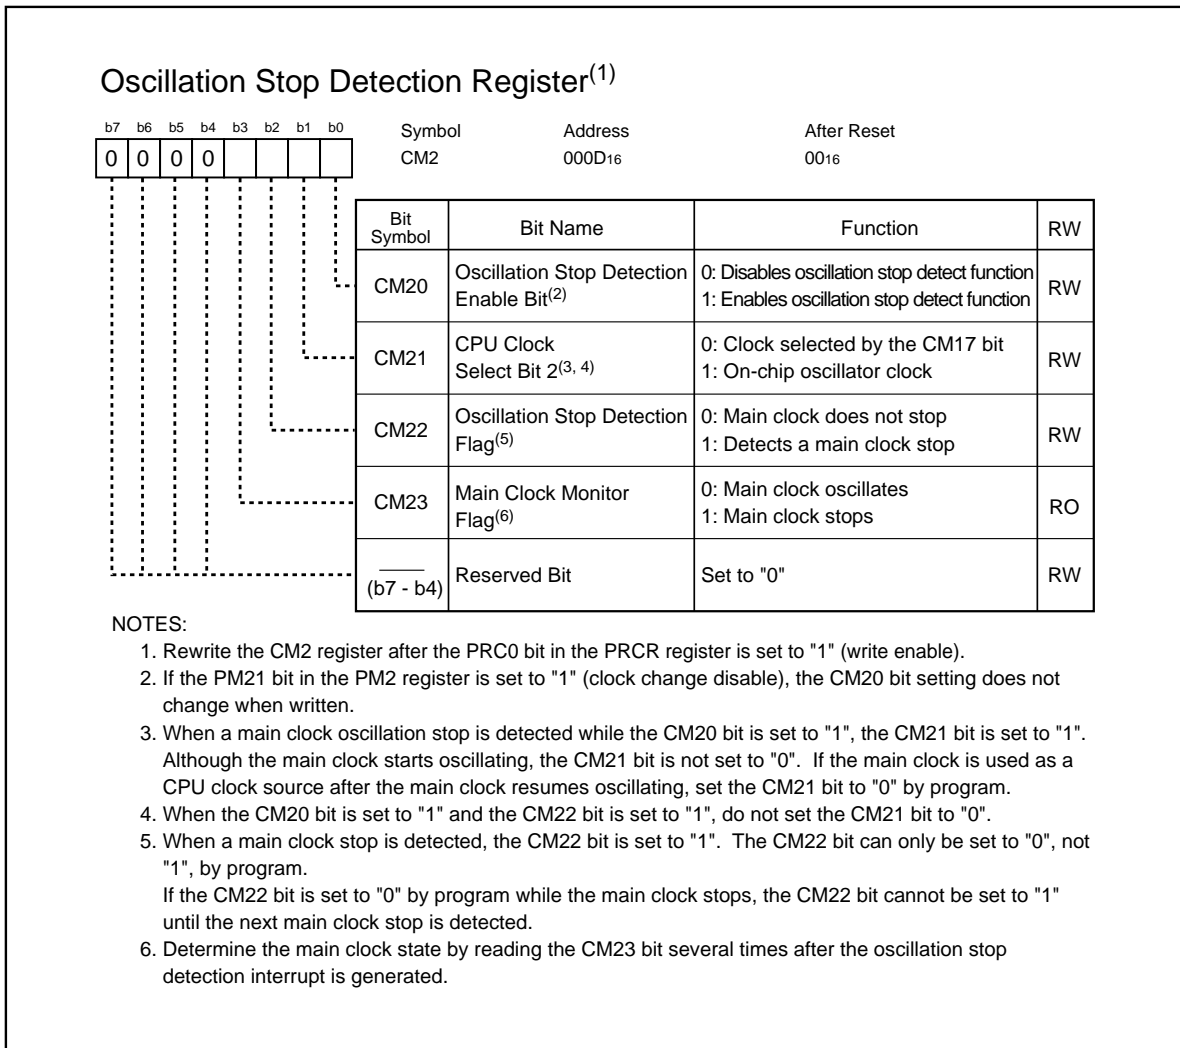 Oscillation Stop Detection Register(1)
b7 b6 b5 b4 b3 b2 b1 b0
Symbol Address After Reset
0 0 0 0
CM2 000D16 0016
Bit Symbol Bit Name Function RW
CM20 Oscillation Stop Detection Enable Bit(2) 0: Disables oscillation stop detect function 1: Enables oscillation stop detect function RW
CM21 CPU Clock Select Bit 2(3, 4) 0: Clock selected by the CM17 bit 1: On-chip oscillator clock RW
CM22 Oscillation Stop Detection Flag(5) 0: Main clock does not stop 1: Detects a main clock stop RW
CM23 Main Clock Monitor Flag(6) 0: Main clock oscillates 1: Main clock stops RO
(b7 - b4) Reserved Bit Set to "0" RW
NOTES:
1. Rewrite the CM2 register after the PRC0 bit in the PRCR register is set to "1" (write enable).
2. If the PM21 bit in the PM2 register is set to "1" (clock change disable), the CM20 bit setting does not
change when written.
3. When a main clock oscillation stop is detected while the CM20 bit is set to "1", the CM21 bit is set to "1".
Although the main clock starts oscillating, the CM21 bit is not set to "0". If the main clock is used as a
CPU clock source after the main clock resumes oscillating, set the CM21 bit to "0" by program.
4. When the CM20 bit is set to "1" and the CM22 bit is set to "1", do not set the CM21 bit to "0".
5. When a main clock stop is detected, the CM22 bit is set to "1". The CM22 bit can only be set to "0", not
"1", by program.
If the CM22 bit is set to "0" by program while the main clock stops, the CM22 bit cannot be set to "1"
until the next main clock stop is detected.
6. Determine the main clock state by reading the CM23 bit several times after the oscillation stop
detection interrupt is generated.